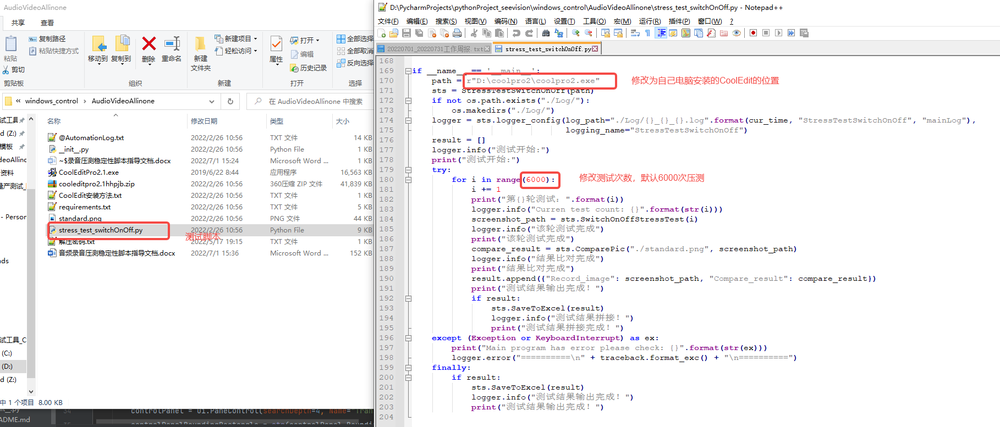 AudioVideoAllinone
共享 查看
复制路径
粘贴快捷方式
粘贴
剪切
剪贴板
移动到 复制到 删除 重命名
组织
新建项目
轻松访问
新建
文件夹
新建
属性
打开
编辑
历史记录
打开
全部选择
全部取消
反向选择
选择
« windows_control › AudioVideoAllinone
在 AudioVideoAllinone 中搜索
名称 修改日期 类型 大小
@AutomationLog.txt 2022/2/26 10:56 TXT 文件 14 KB
__init__.py 2022/2/26 10:56 Python File 1 KB
~$录音压测稳定性脚本指导文档.docx 2022/7/1 15:24 Microsoft Word ... 1 KB
CoolEditPro2.1.exe 2019/6/22 8:44 应用程序 16,563 KB
cooleditpro2.1hhpjb.zip 2022/2/26 10:56 360压缩 ZIP 文件 41,839 KB
CoolEdit安装方法.txt 2022/2/26 10:56 TXT 文件 1 KB
requirements.txt 2022/2/26 10:56 TXT 文件 5 KB
standard.png 2022/2/26 10:56 PNG 文件 44 KB
stress_test_switchOnOff.py 2022/2/26 10:56 Python File 9 KB
测试脚本
解压密码.txt 2022/5/17 19:15 TXT 文件 1 KB
音频录音压测稳定性脚本指导文档.docx 2022/7/1 15:36 Microsoft Word ... 152 KB
试工具
d (Z:)
模板
deoAllinc
资料
量产测试_
- Persor
nds
试工具_C
(C:)
(D:)
d (Z:)
中 1 个项目 8.00 KB
ADME.md
34 controlPanel = Ui.PaneControl(searchDepth=4, Name="Tran
D:\PycharmProjects\pythonProject_seevision\windows_control\AudioVideoAllinone\stress_test_switchOnOff.py - Notepad++
文件(F) 编辑(E) 搜索(S) 视图(V) 编码(N) 语言(L) 设置(T) 工具(O) 宏(M) 运行(R) 插件(P) 窗口(W) ?
20220701_20220731工作周报.txt stress_test_switchOnOff.py
168
169 if __name__ == '__main__':
170 path = r"D:\coolpro2\coolpro2.exe" 修改为自己电脑安装的CoolEdit的位置
171 sts = StressTestSwitchOnOff(path)
172 if not os.path.exists("./Log/"):
173 os.makedirs("./Log/")
174 logger = sts.logger_config(log_path="./Log/{}_{}_{}.log".format(cur_time, "StressTestSwitchOnOff", "mainLog"),
175 logging_name="StressTestSwitchOnOff")
176 result = []
177 logger.info("测试开始:")
178 print("测试开始:")
179 try:
180 for i in range(6000): 修改测试次数，默认6000次压测
181 i += 1
182 print("第{}轮测试: ".format(i))
183 logger.info("Curren test count: {}".format(str(i)))
184 screenshot_path = sts.SwitchOnOffStressTest(i)
185 logger.info("该轮测试完成")
186 print("该轮测试完成")
187 compare_result = sts.ComparePic("./standard.png", screenshot_path)
188 logger.info("结果比对完成")
189 print("结果比对完成")
190 result.append({"Record_image": screenshot_path, "Compare_result": compare_result})
191 print("测试结果输出完成! ")
192 if result:
193 sts.SaveToExcel(result)
194 logger.info("测试结果拼接! ")
195 print("测试结果拼接完成! ")
196 except (Exception or KeyboardInterrupt) as ex:
197 print("Main program has error please check: {}".format(str(ex)))
198 logger.error("==========\n" + traceback.format_exc() + "\n==========")
199 finally:
200 if result:
201 sts.SaveToExcel(result)
202 logger.info("测试结果输出完成! ")
203 print("测试结果输出完成! ")
204